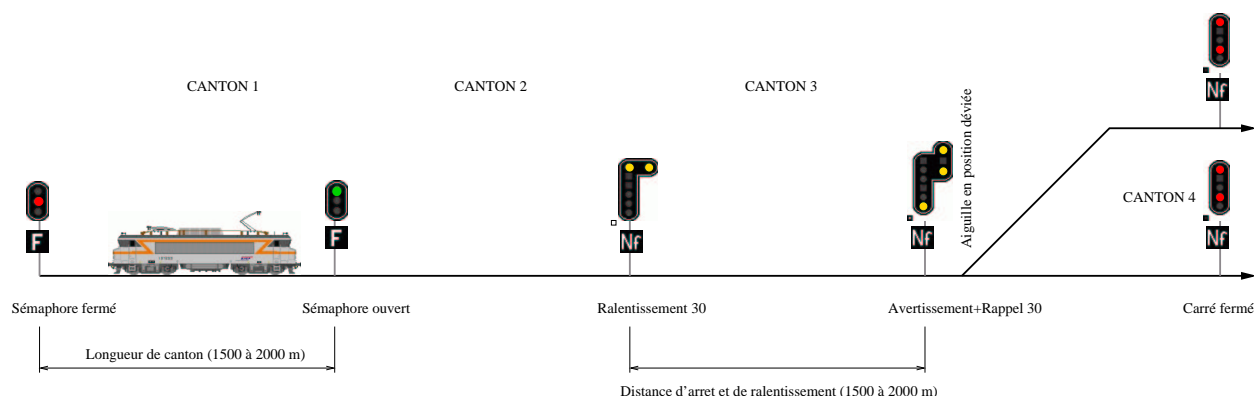 CANTON 1
CANTON 2
CANTON 3
Aiguille en position déviée
Nf
CANTON 4
F
F
Nf
Nf
Nf
Sémaphore fermé
Sémaphore ouvert
Ralentissement 30
Avertissement+Rappel 30
Carré fermé
Longueur de canton (1500 à 2000 m)
Distance d'arret et de ralentissement (1500 à 2000 m)